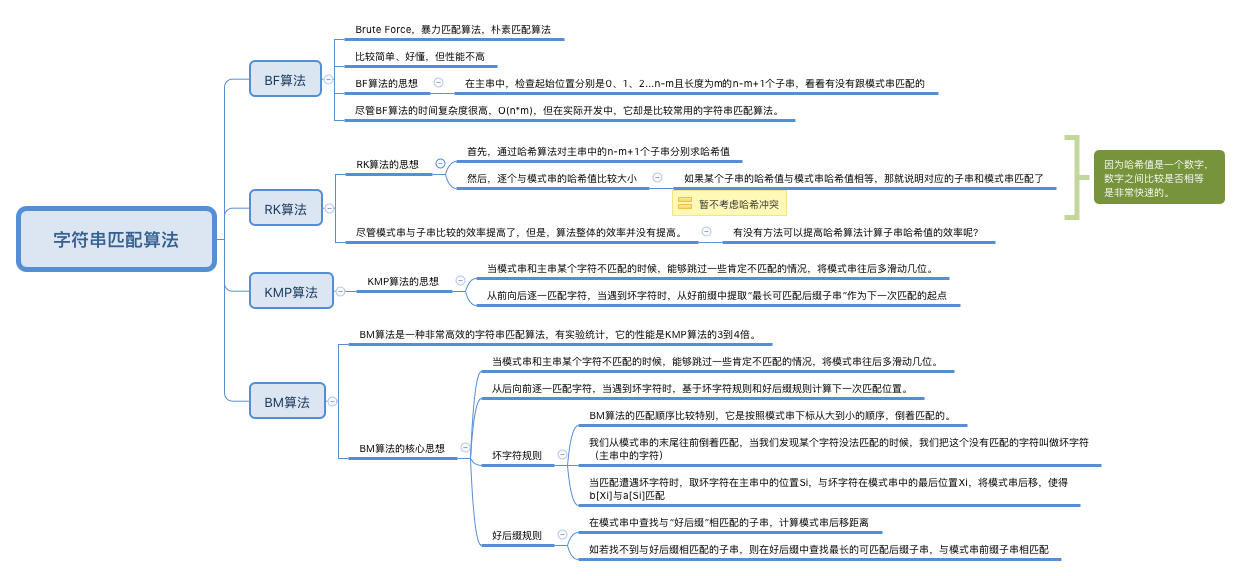 字符串匹配算法
BF算法
Brute Force，暴力匹配算法，朴素匹配算法
比较简单、好懂，但性能不高
BF算法的思想
在主串中，检查起始位置分别是0、1、2...n-m且长度为m的n-m+1个子串，看看有没有跟模式串匹配的
尽管BF算法的时间复杂度很高，O(n*m)，但在实际开发中，它却是比较常用的字符串匹配算法。
RK算法
RK算法的思想
首先，通过哈希算法对主串中的n-m+1个子串分别求哈希值
然后，逐个与模式串的哈希值比较大小
如果某个子串的哈希值与模式串哈希值相等，那就说明对应的子串和模式串匹配了
暂不考虑哈希冲突
因为哈希值是一个数字，
数字之间比较是否相等
是非常快速的。
尽管模式串与子串比较的效率提高了，但是，算法整体的效率并没有提高。
有没有方法可以提高哈希算法计算子串哈希值的效率呢？
KMP算法
KMP算法的思想
当模式串和主串某个字符不匹配的时候，能够跳过一些肯定不匹配的情况，将模式串往后多滑动几位。
从前向后逐一匹配字符，当遇到坏字符时，从好前缀中提取“最长可匹配后缀子串”作为下一次匹配的起点
BM算法
BM算法是一种非常高效的字符串匹配算法，有实验统计，它的性能是KMP算法的3到4倍。
BM算法的核心思想
当模式串和主串某个字符不匹配的时候，能够跳过一些肯定不匹配的情况，将模式串往后多滑动几位。
从后向前逐一匹配字符，当遇到坏字符时，基于坏字符规则和好后缀规则计算下一次匹配位置。
坏字符规则
BM算法的匹配顺序比较特别，它是按照模式串下标从大到小的顺序，倒着匹配的。
我们从模式串的末尾往前倒着匹配，当我们发现某个字符没法匹配的时候，我们把这个没有匹配的字符叫做坏字符
（主串中的字符）
当匹配遭遇坏字符时，取坏字符在主串中的位置Si，与坏字符在模式串中的最后位置Xi，将模式串后移，使得
b[Xi]与a[Si]匹配
好后缀规则
在模式串中查找与“好后缀”相匹配的子串，计算模式串后移距离
如若找不到与好后缀相匹配的子串，则在好后缀中查找最长的可匹配后缀子串，与模式串前缀子串相匹配